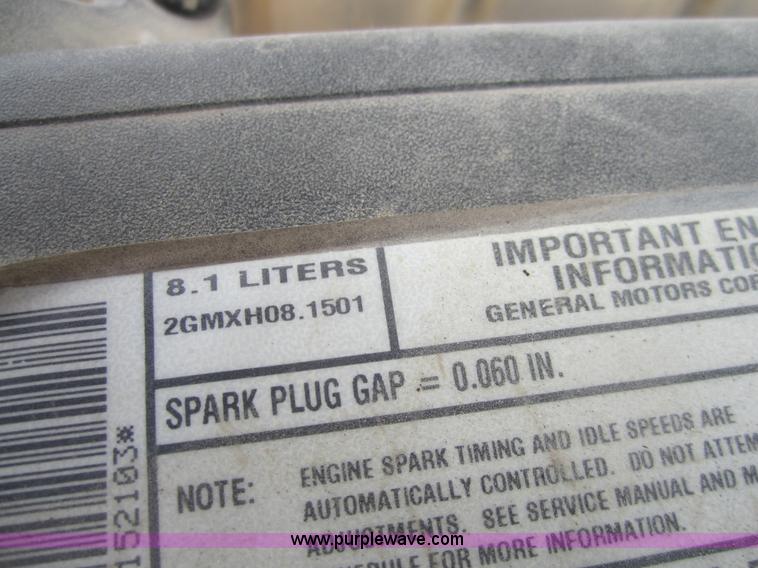 8.1 LITERS
2GMXH08.1501
IMPORTANT
INFORMATIO
GENERAL MOTORS COR
SPARK PLUG GAP = 0.060 IN.
NOTE:
ENGINE SPARK TIMING AND IDLE SPEEDS ARE
AUTOMATICALLY CONTROLLED. DO NOT ATTEM
ADJUSTMENTS. SEE SERVICE MANUAL AND M
FOR MORE INFORMATION.
152103*
www.purplewave.com